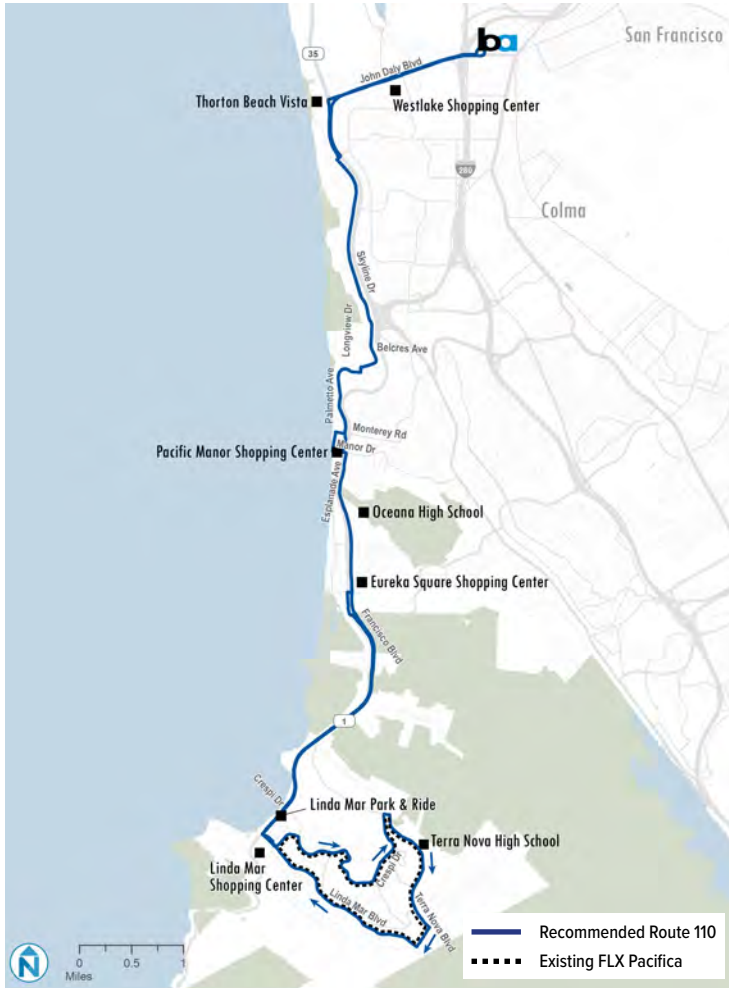 ba
San Francisco
35
John Daly Blvd
Thorton Beach Vista
Westlake Shopping Center
280
Colma
Skyline Dr
Longview Dr
Belcres Ave
Palmetto Ave
Monterey Rd
Manor Dr
Pacific Manor Shopping Center
Esplanade Ave
Oceana High School
Eureka Square Shopping Center
Francisco Blvd
1
Crespi Dr
Linda Mar Park & Ride
Terra Nova High School
Linda Mar
Shopping Center
Crespi Dr
Linda Mar Blvd
Terra Nova Blvd
N
0 0.5 1
Miles
Recommended Route 110
Existing FLX Pacifica